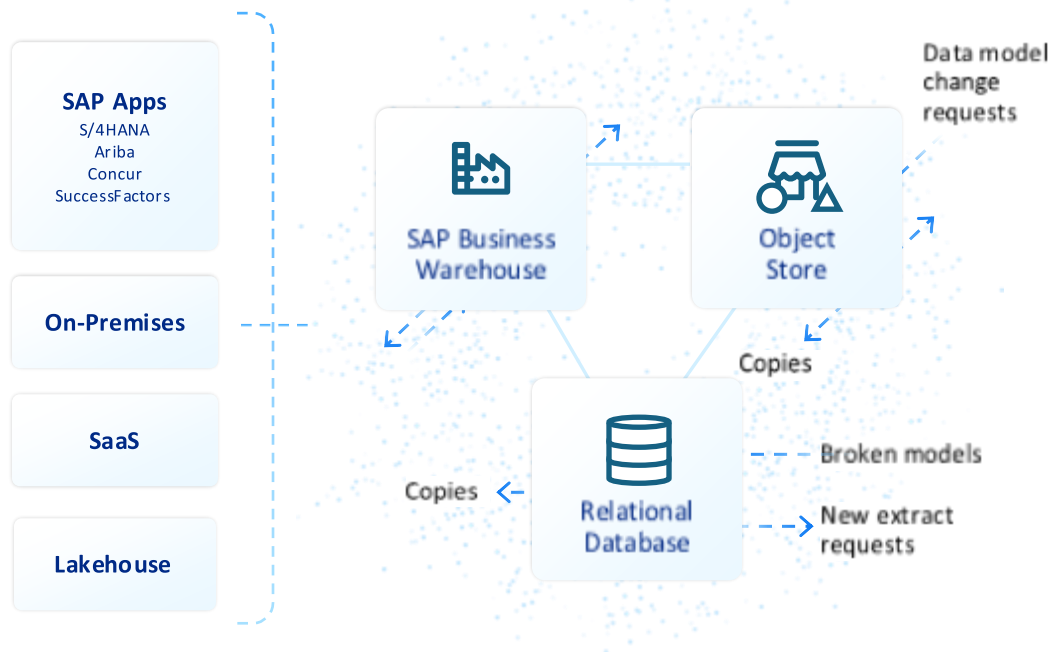 SAP Apps
S/4HANA
Ariba
Concur
SuccessFactors
On-Premises
SaaS
Lakehouse
SAP Business
Warehouse
Object
Store
Data model
change
requests
Copies
Relational
Database
Copies
Broken models
New extract
requests